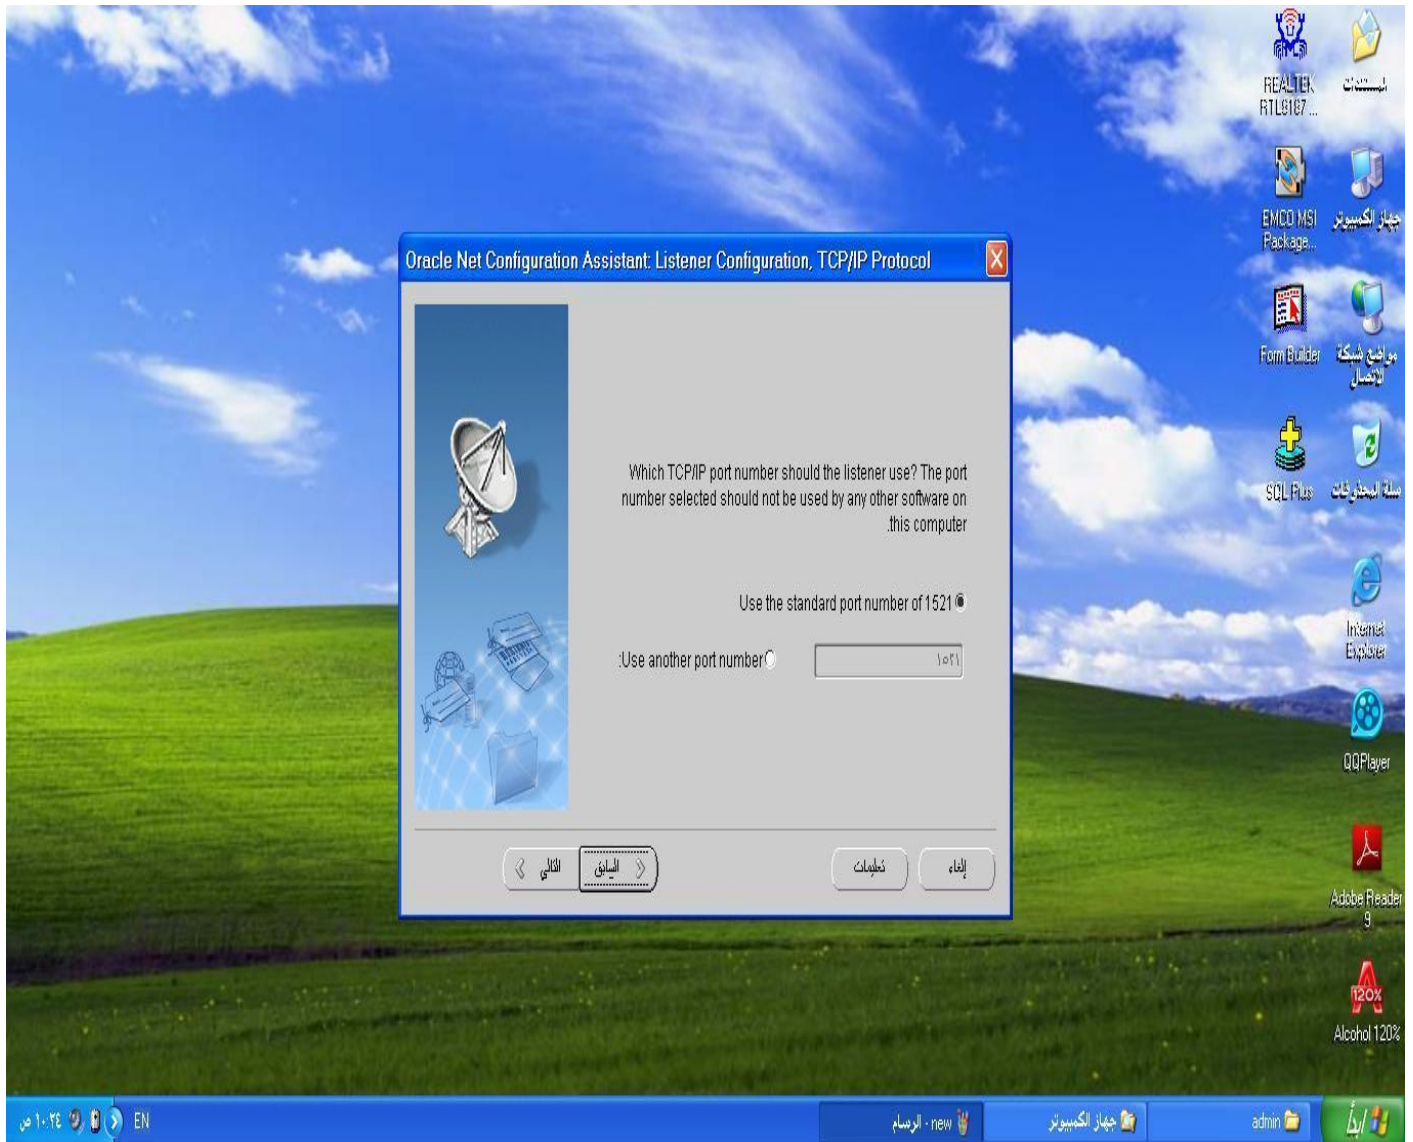 REALTEK
RTL8187 ...
المستندات
EMCO MSI
Package...
جهاز الكمبيوتر
Form Builder
مواضع شبكة
الاتصال
SQL Plus
سلة المحذوفات
Internet
Explorer
QQPlayer
Adobe Reader
9
120%
Alcohol 120%
Oracle Net Configuration Assistant: Listener Configuration, TCP/IP Protocol
Which TCP/IP port number should the listener use? The port
number selected should not be used by any other software on
.this computer
Use the standard port number of 1521
:Use another port number
١٥٢١
السابق
التالي
تعليمات
إلغاء
ابدأ
admin
جهاز الكمبيوتر
new - الرسام
EN
١٠:٢٤ ص